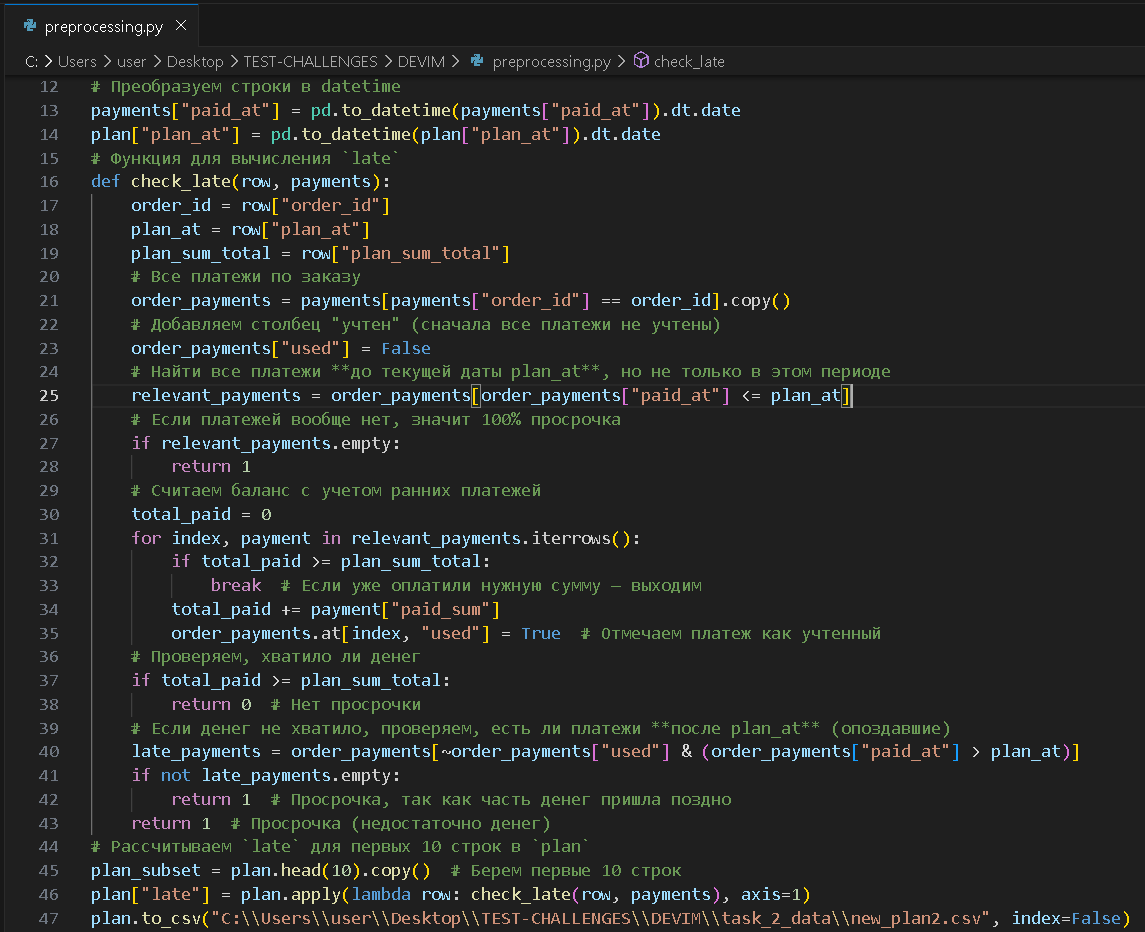 preprocessing.py ×
C: > Users > user > Desktop > TEST-CHALLENGES > DEVIM > preprocessing.py > check_late
12 # Преобразуем строки в datetime
13 payments["paid_at"] = pd.to_datetime(payments["paid_at"]).dt.date
14 plan["plan_at"] = pd.to_datetime(plan["plan_at"]).dt.date
15 # Функция для вычисления `late`
16 def check_late(row, payments):
17     order_id = row["order_id"]
18     plan_at = row["plan_at"]
19     plan_sum_total = row["plan_sum_total"]
20     # Все платежи по заказу
21     order_payments = payments[payments["order_id"] == order_id].copy()
22     # Добавляем столбец "учтен" (сначала все платежи не учтены)
23     order_payments["used"] = False
24     # Найти все платежи **до текущей даты plan_at**, но не только в этом периоде
25     relevant_payments = order_payments[order_payments["paid_at"] <= plan_at]
26     # Если платежей вообще нет, значит 100% просрочка
27     if relevant_payments.empty:
28         return 1
29     # Считаем баланс с учетом ранних платежей
30     total_paid = 0
31     for index, payment in relevant_payments.iterrows():
32         if total_paid >= plan_sum_total:
33             break  # Если уже оплатили нужную сумму — выходим
34         total_paid += payment["paid_sum"]
35         order_payments.at[index, "used"] = True  # Отмечаем платеж как учтенный
36     # Проверяем, хватило ли денег
37     if total_paid >= plan_sum_total:
38         return 0  # Нет просрочки
39     # Если денег не хватило, проверяем, есть ли платежи **после plan_at** (опоздавшие)
40     late_payments = order_payments[~order_payments["used"] & (order_payments["paid_at"] > plan_at)]
41     if not late_payments.empty:
42         return 1  # Просрочка, так как часть денег пришла поздно
43     return 1  # Просрочка (недостаточно денег)
44 # Рассчитываем `late` для первых 10 строк в `plan`
45 plan_subset = plan.head(10).copy()  # Берем первые 10 строк
46 plan["late"] = plan.apply(lambda row: check_late(row, payments), axis=1)
47 plan.to_csv("C:\\Users\\user\\Desktop\\TEST-CHALLENGES\\DEVIM\\task_2_data\\new_plan2.csv", index=False)